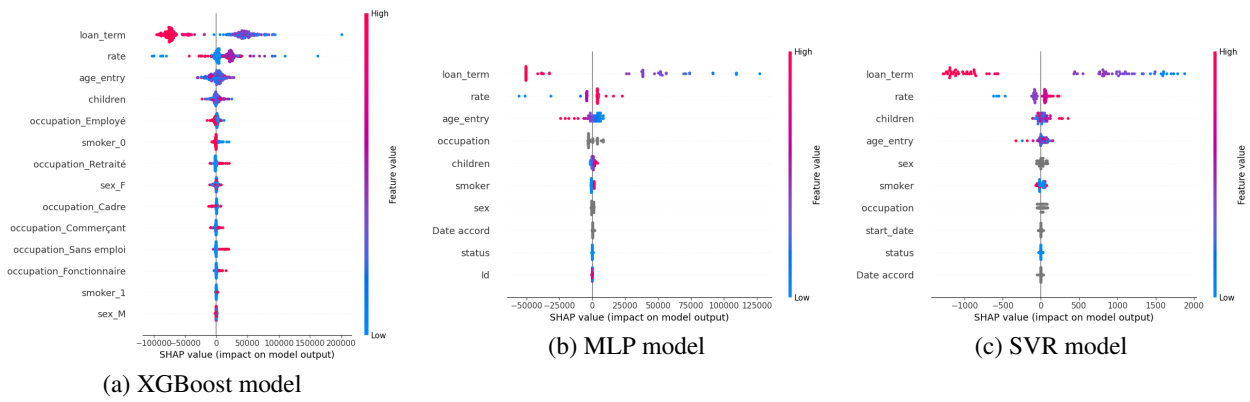 High
loan_term
rate
age_entry
children
occupation_Employé
smoker_0
occupation_Retraité
sex_F
occupation_Cadre
occupation_Commerçant
occupation_Sans emploi
occupation_Fonctionnaire
smoker_1
sex_M
Feature value
Low
−100000 −50000 0 50000 100000 150000 200000
SHAP value (impact on model output)
(a) XGBoost model
High
loan_term
rate
age_entry
occupation
children
smoker
sex
Date accord
status
Id
Feature value
Low
−50000 −25000 0 25000 50000 75000 100000 125000
SHAP value (impact on model output)
(b) MLP model
High
loan_term
rate
children
age_entry
sex
smoker
occupation
start_date
status
Date accord
Feature value
Low
−1000 −500 0 500 1000 1500 2000
SHAP value (impact on model output)
(c) SVR model